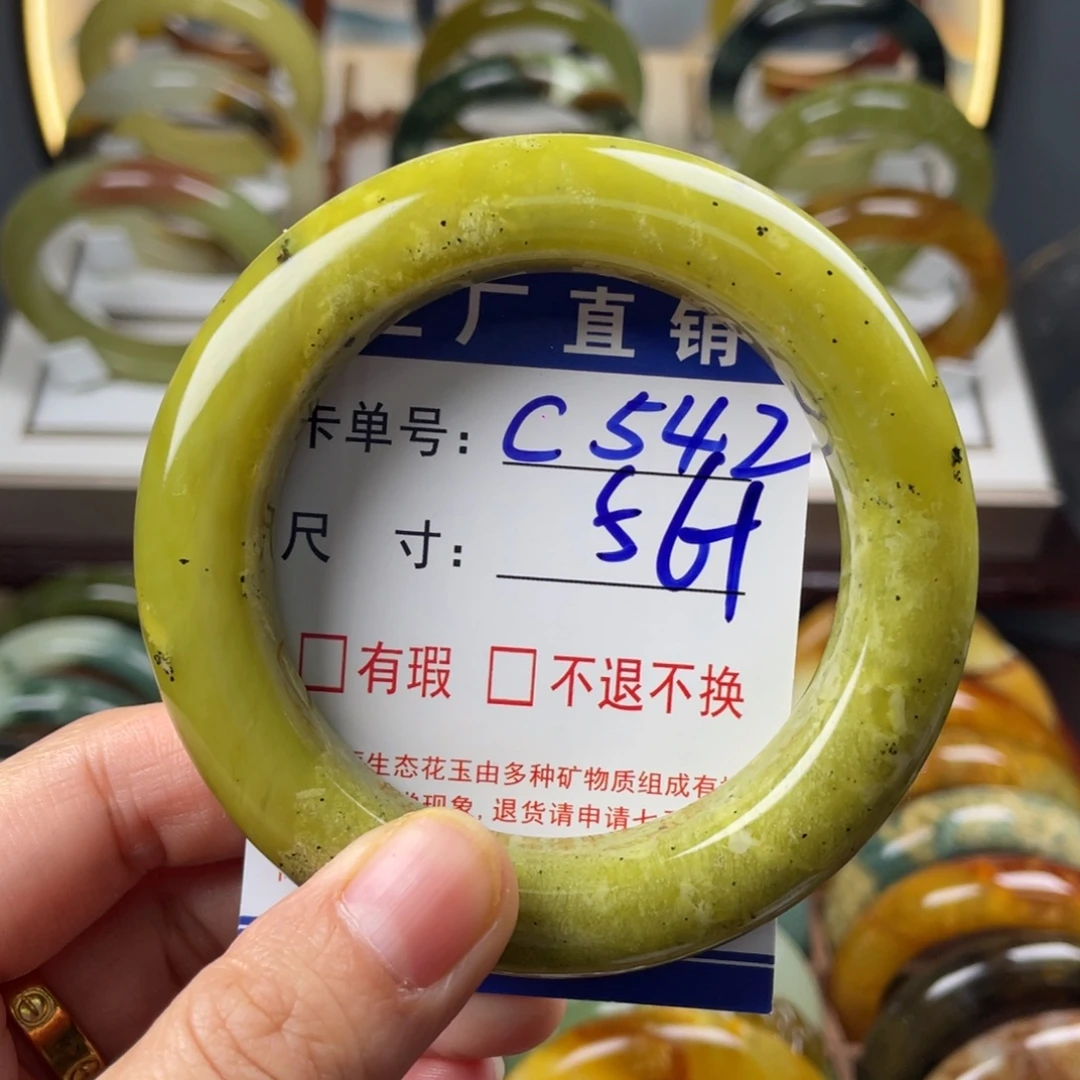 厂直销
卡单号: C542
尺 寸: 561
有瑕 不退不换
生态花玉由多种矿物质组成有
现象,退货请申请七